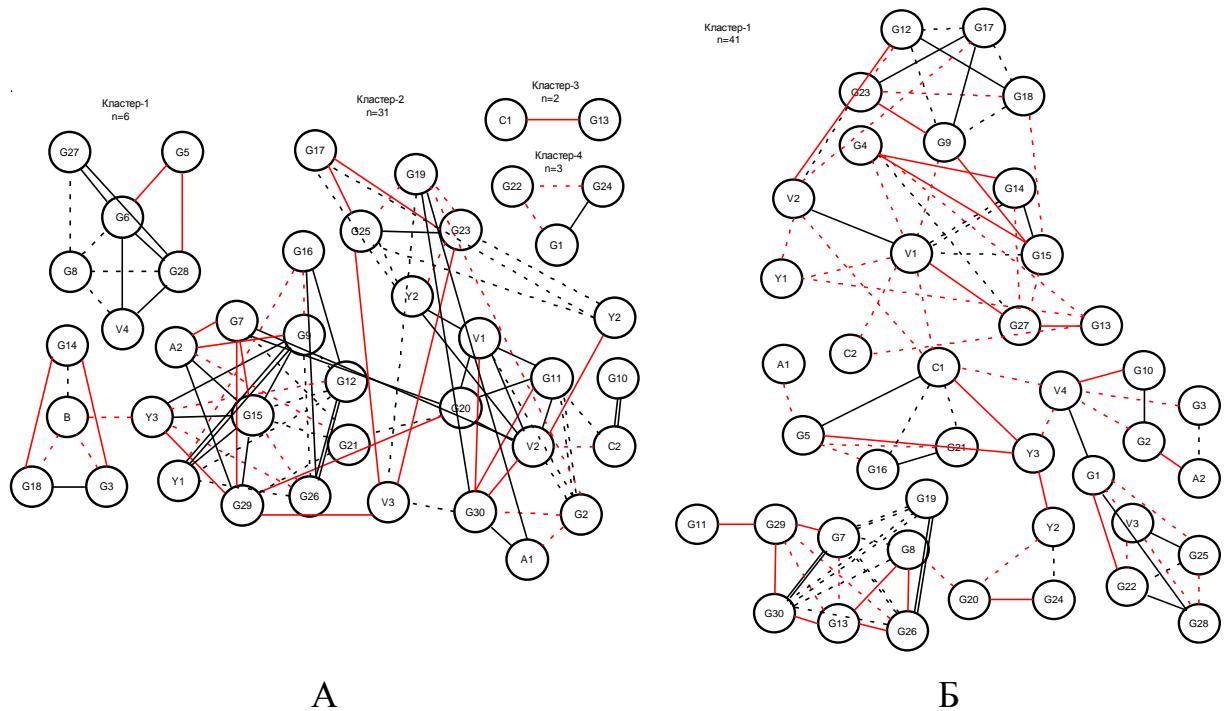 Кластер-1
n=6
G27
G5
G6
G8
G28
V4
G14
B
G18
G3
Кластер-2
n=31
G17
G19
G25
G23
G16
Y2
Y2
G7
G9
V1
A2
G12
G11
G10
G20
Y3
G15
G21
V2
C2
Y1
G29
G26
V3
G30
G2
A1
Кластер-3
n=2
C1
G13
Кластер-4
n=3
G22
G24
G1
А
Кластер-1
n=41
G12
G17
G23
G18
G4
G9
G14
V2
V1
G15
Y1
G27
G13
C2
A1
C1
V4
G10
G3
G5
G2
G21
Y3
G16
A2
G1
G19
G11
G29
G7
Y2
V3
G8
G25
G22
G20
G24
G30
G13
G26
G28
Б